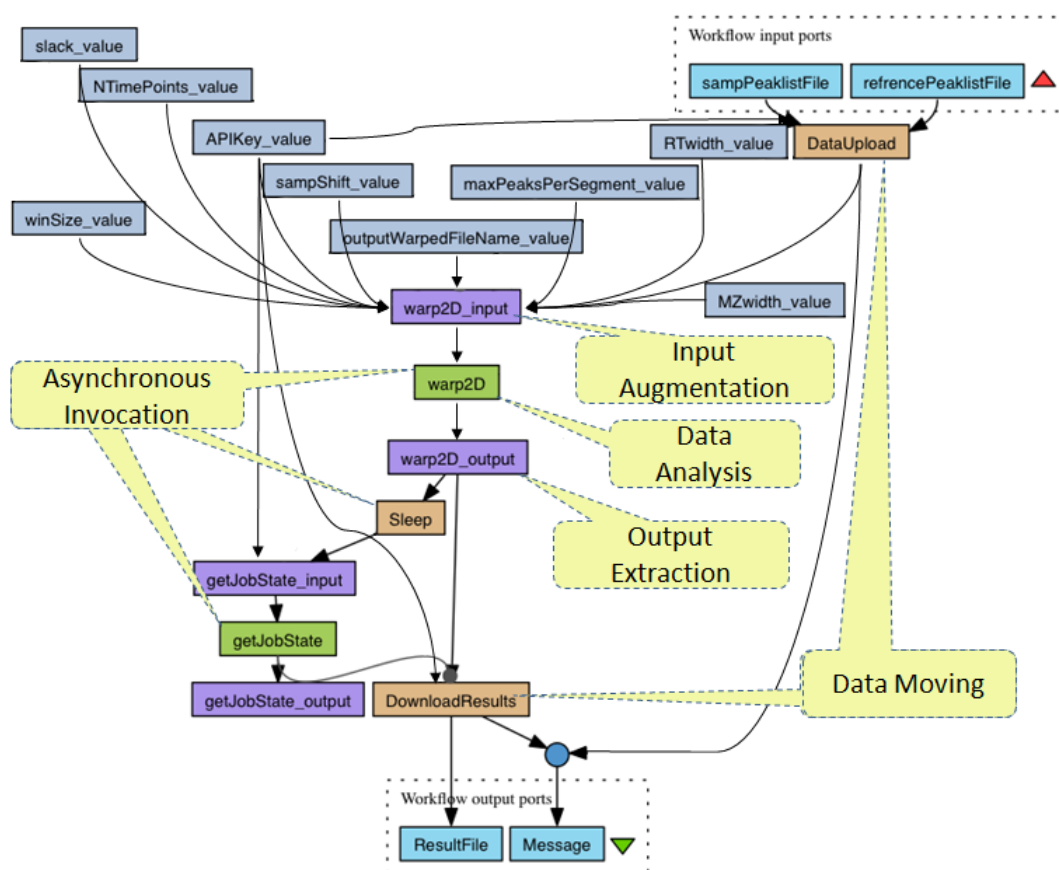 slack_value
Workflow input ports
NTimePoints_value
sampPeaklistFile
refrencePeaklistFile
APIKey_value
RTwidth_value
DataUpload
sampShift_value
maxPeaksPerSegment_value
winSize_value
outputWarpedFileName_value
warp2D_input
MZwidth_value
Input
Augmentation
Asynchronous
Invocation
warp2D
Data
Analysis
warp2D_output
Sleep
Output
Extraction
getJobState_input
getJobState
getJobState_output
DownloadResults
Data Moving
Workflow output ports
ResultFile
Message